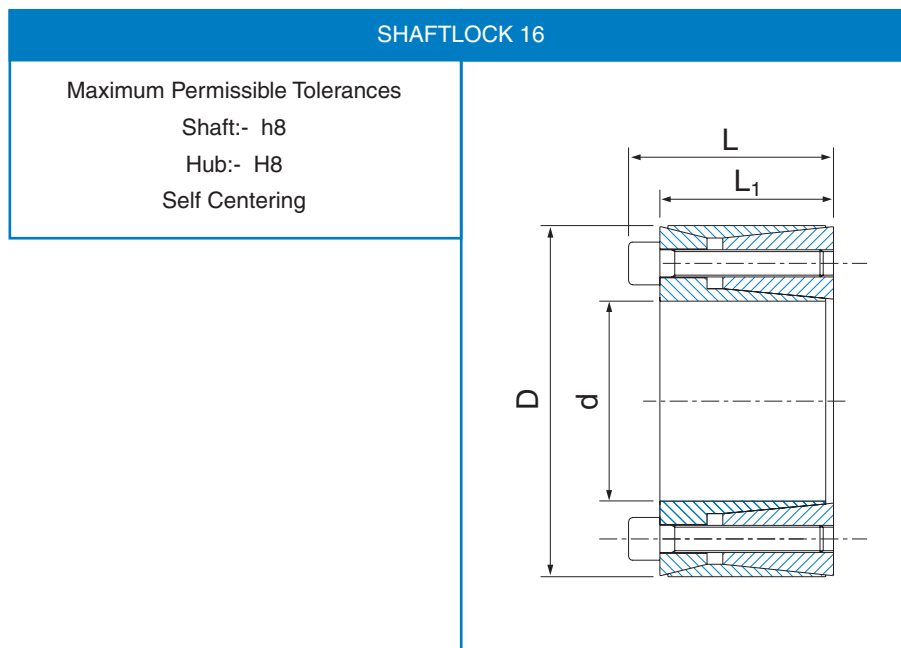 SHAFTLOCK 16
Maximum Permissible Tolerances
Shaft:- h8
Hub:- H8
Self Centering
L
L₁
D
d